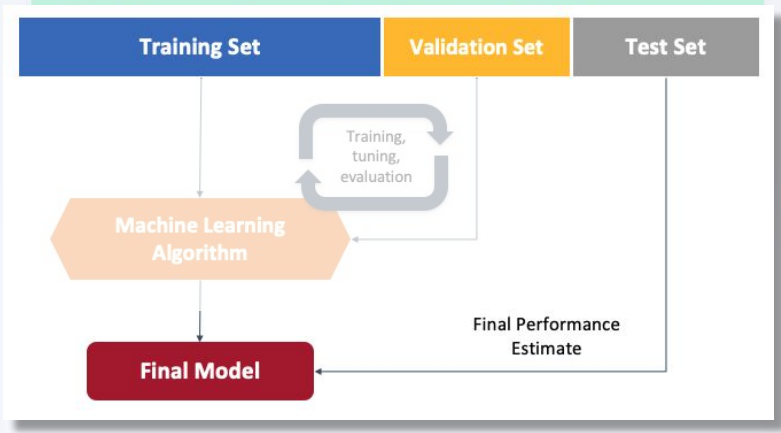 Training Set
Validation Set
Test Set
Training,
tuning,
evaluation
Machine Learning
Algorithm
Final Performance
Estimate
Final Model